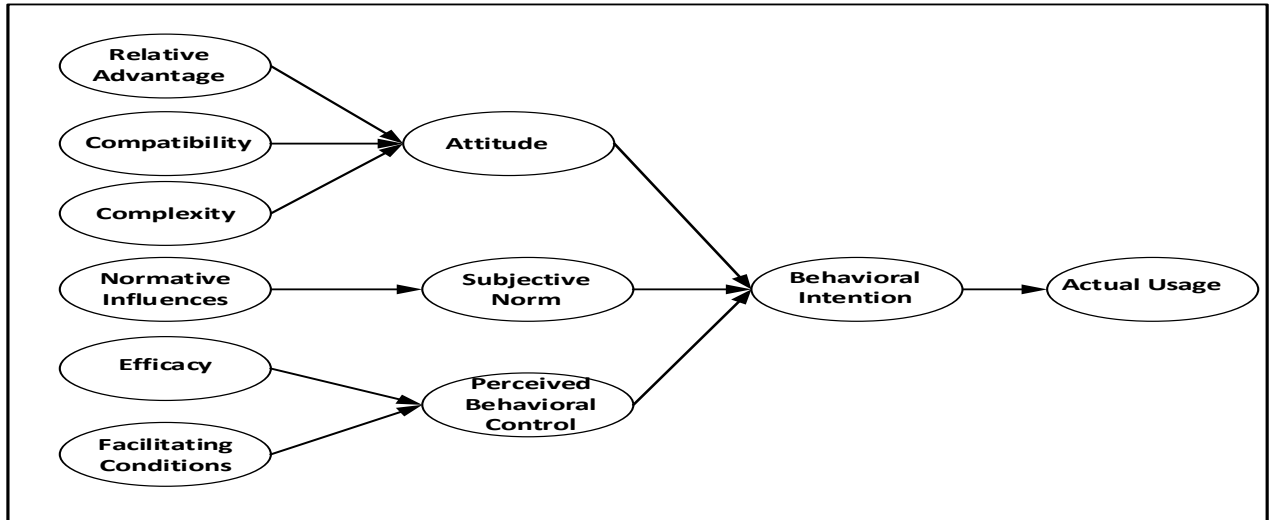 Relative
Advantage
Compatibility
Complexity
Attitude
Normative
Influences
Subjective
Norm
Efficacy
Facilitating
Conditions
Perceived
Behavioral
Control
Behavioral
Intention
Actual Usage